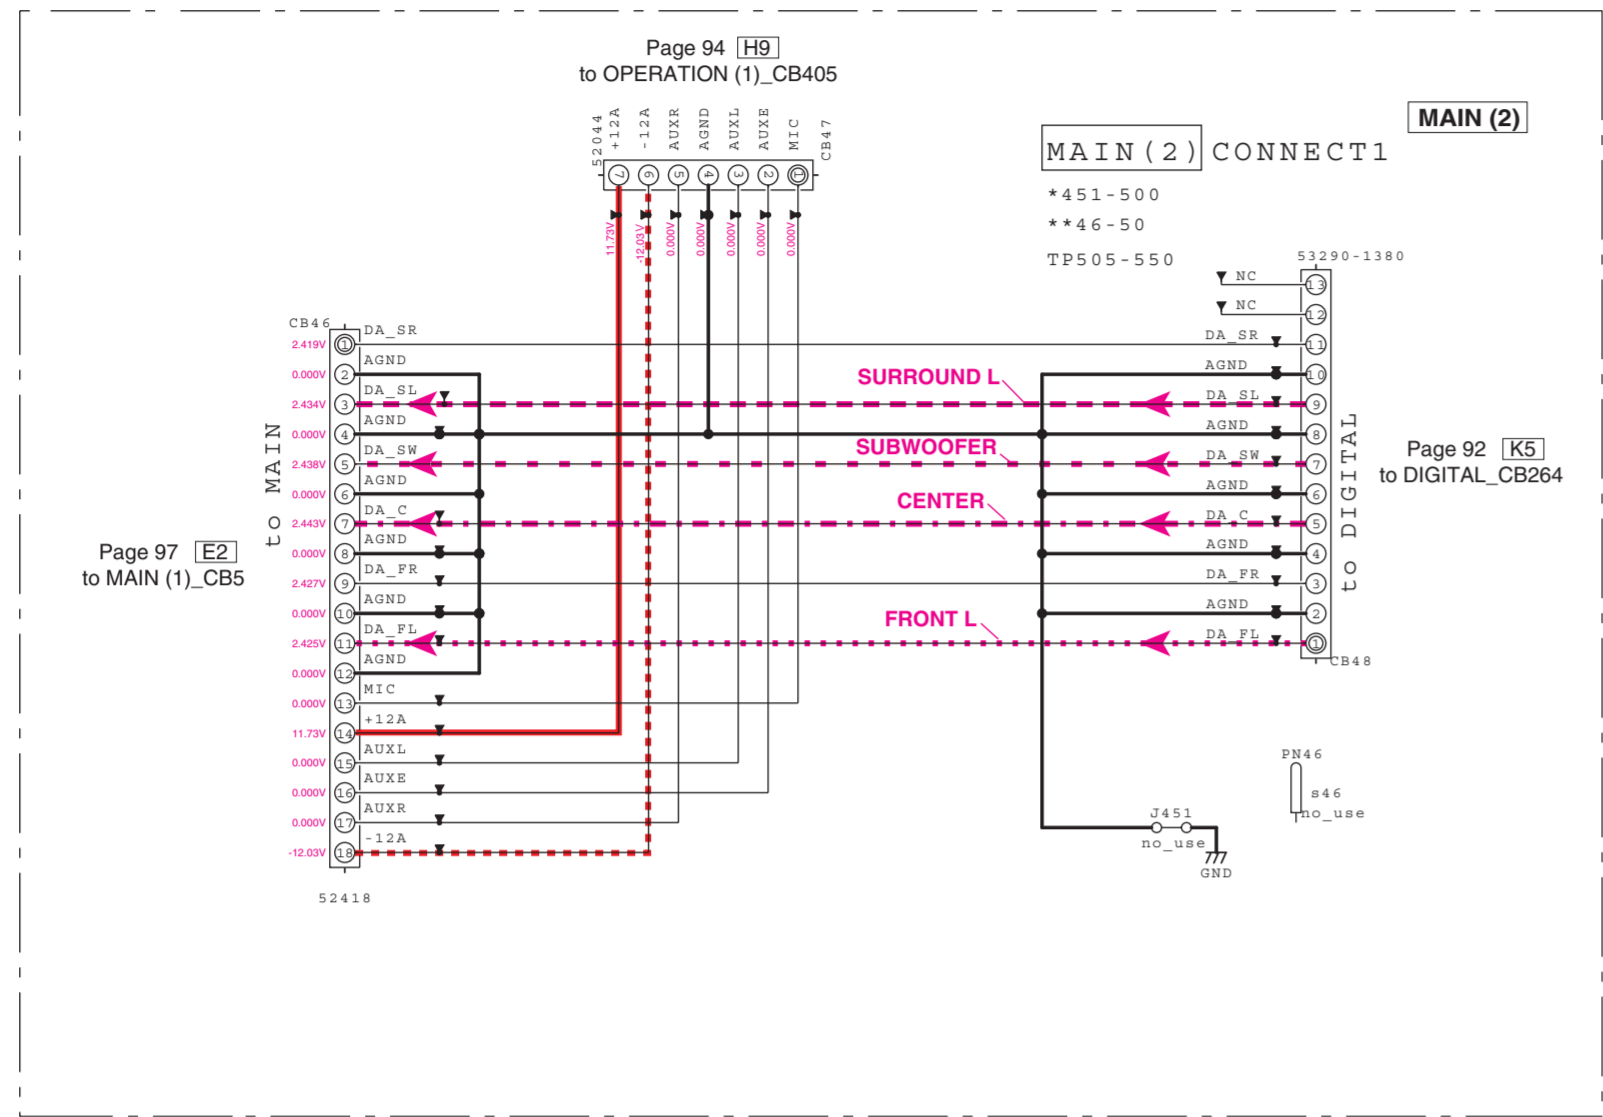 Page 94 H9
to OPERATION (1)_CB405
MAIN (2)
MAIN(2) CONNECT1
*451-500
**46-50
TP505-550
52044
+12A
-12A
AUXR
AGND
AUXL
AUXE
MIC
CB47
7
6
5
4
3
2
1
11.73V
-12.03V
0.000V
0.000V
0.000V
0.000V
0.000V
53290-1380
NC
13
NC
12
DA_SR
11
AGND
10
DA_SL
9
AGND
8
DA_SW
7
AGND
6
DA_C
5
AGND
4
DA_FR
3
AGND
2
DA_FL
1
CB48
to DIGITAL
Page 92 K5
to DIGITAL_CB264
SURROUND L
SUBWOOFER
CENTER
FRONT L
CB46
2.419V 1 DA_SR
0.000V 2 AGND
2.434V 3 DA_SL
0.000V 4 AGND
2.438V 5 DA_SW
0.000V 6 AGND
2.443V 7 DA_C
0.000V 8 AGND
2.427V 9 DA_FR
0.000V 10 AGND
2.425V 11 DA_FL
0.000V 12 AGND
0.000V 13 MIC
11.73V 14 +12A
0.000V 15 AUXL
0.000V 16 AUXE
0.000V 17 AUXR
-12.03V 18 -12A
52418
to MAIN
Page 97 E2
to MAIN (1)_CB5
J451
no_use
GND
PN46
s46
no_use